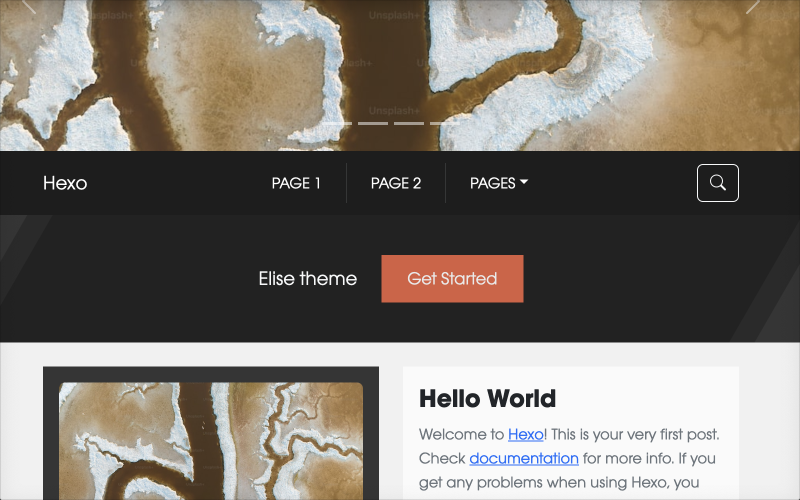 Unsplash+
Unsplash+
Unsplash+
Hexo
PAGE 1
PAGE 2
PAGES
Elise theme
Get Started
Hello World
Welcome to Hexo! This is your very first post.
Check documentation for more info. If you
get any problems when using Hexo, you